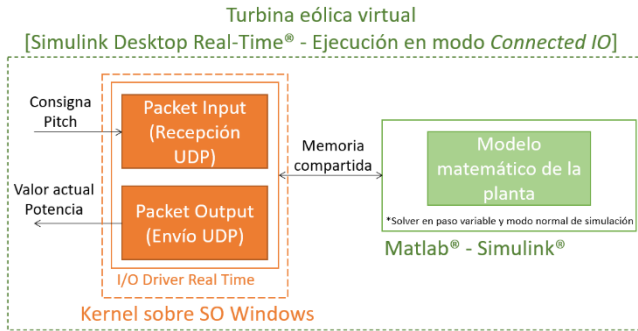 Turbina eólica virtual
[Simulink Desktop Real-Time® - Ejecución en modo Connected IO]
Consigna
Pitch
Packet Input
(Recepción
UDP)
Valor actual
Potencia
Packet Output
(Envío UDP)
I/O Driver Real Time
Kernel sobre SO Windows
Memoria
compartida
Modelo
matemático de la
planta
*Solver en paso variable y modo normal de simulación
Matlab® - Simulink®